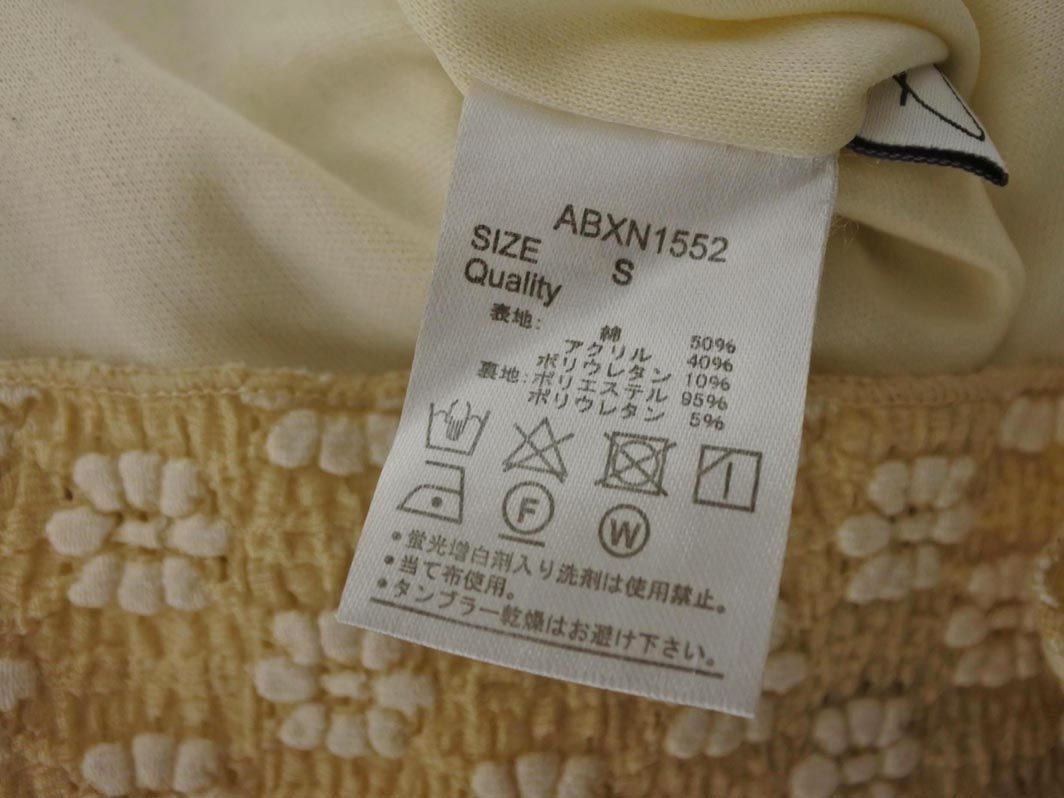 ABXN1552
SIZE S
Quality
表地: 綿 50%
アクリル 40%
ポリウレタン 10%
裏地:ポリエステル 95%
ポリウレタン 5%
F
W
• 蛍光増白剤入り洗剤は使用禁止。
• 当て布使用。
• タンブラー乾燥はお避け下さい。